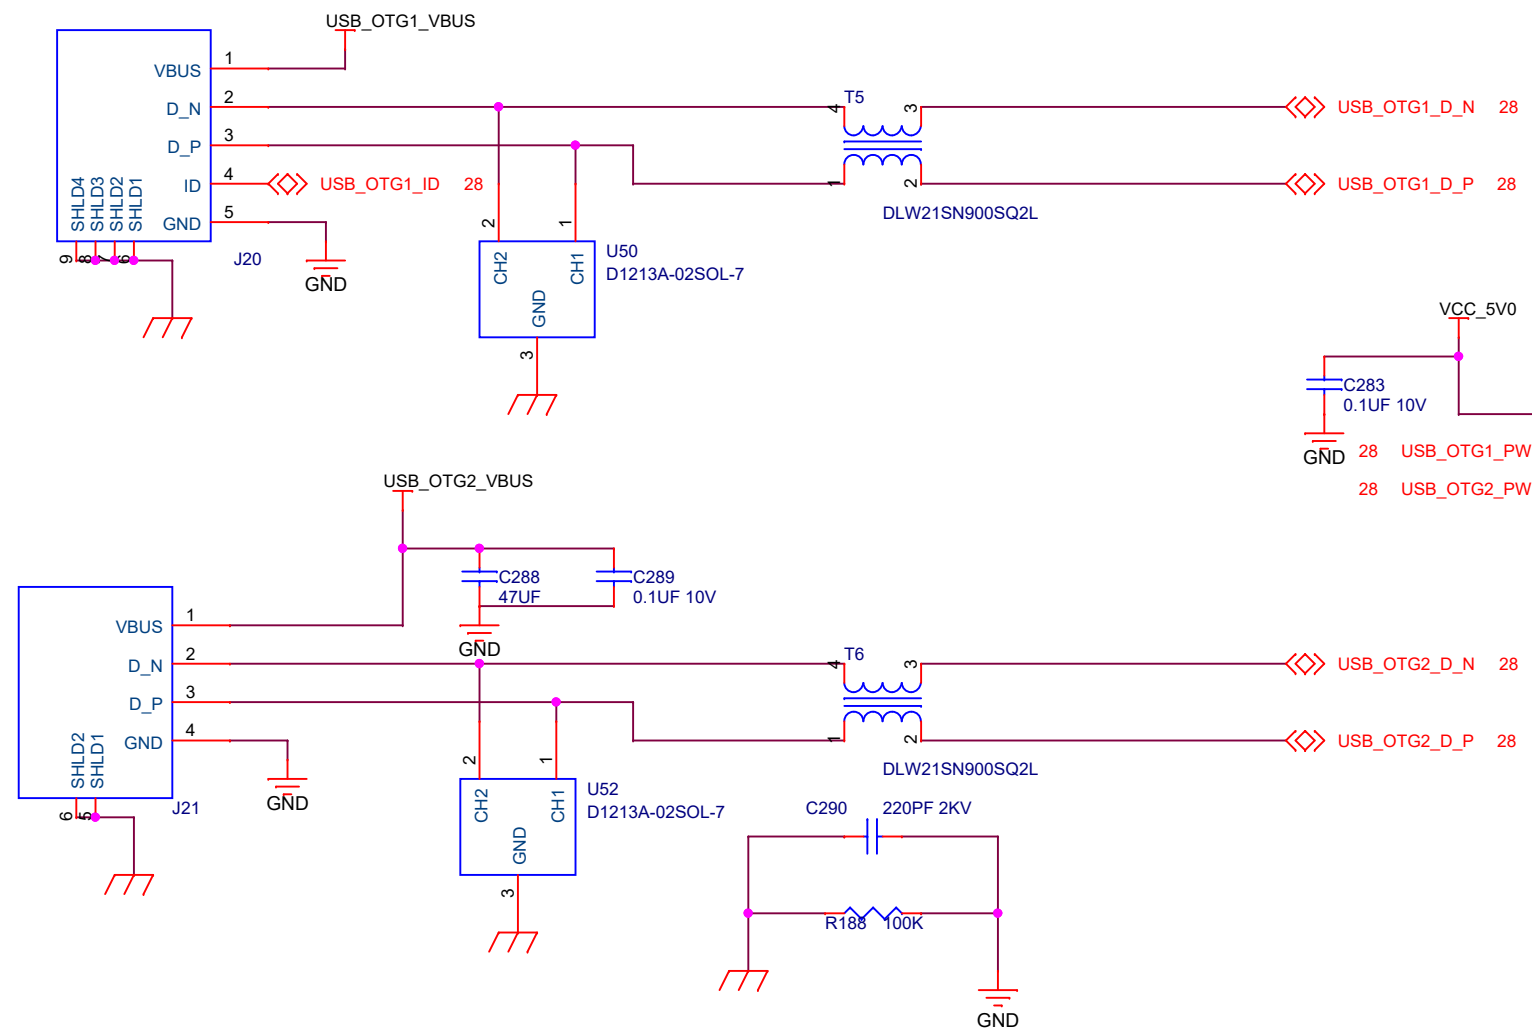 USB_OTG1_VBUS
VBUS 1
D_N 2
D_P 3
ID 4
GND 5
SHLD4
SHLD3
SHLD2
SHLD1
9
8
7
6
J20
USB_OTG1_ID 28
GND
2
1
CH2
CH1
GND
3
U50
D1213A-02SOL-7
T5
4
3
1
2
DLW21SN900SQ2L
USB_OTG1_D_N 28
USB_OTG1_D_P 28
VCC_5V0
C283
0.1UF 10V
GND
28 USB_OTG1_PW
28 USB_OTG2_PW
USB_OTG2_VBUS
C288
47UF
C289
0.1UF 10V
GND
VBUS 1
D_N 2
D_P 3
GND 4
SHLD2
SHLD1
6
5
J21
GND
2
1
CH2
CH1
GND
3
U52
D1213A-02SOL-7
T6
4
3
1
2
DLW21SN900SQ2L
USB_OTG2_D_N 28
USB_OTG2_D_P 28
C290 220PF 2KV
R188 100K
GND